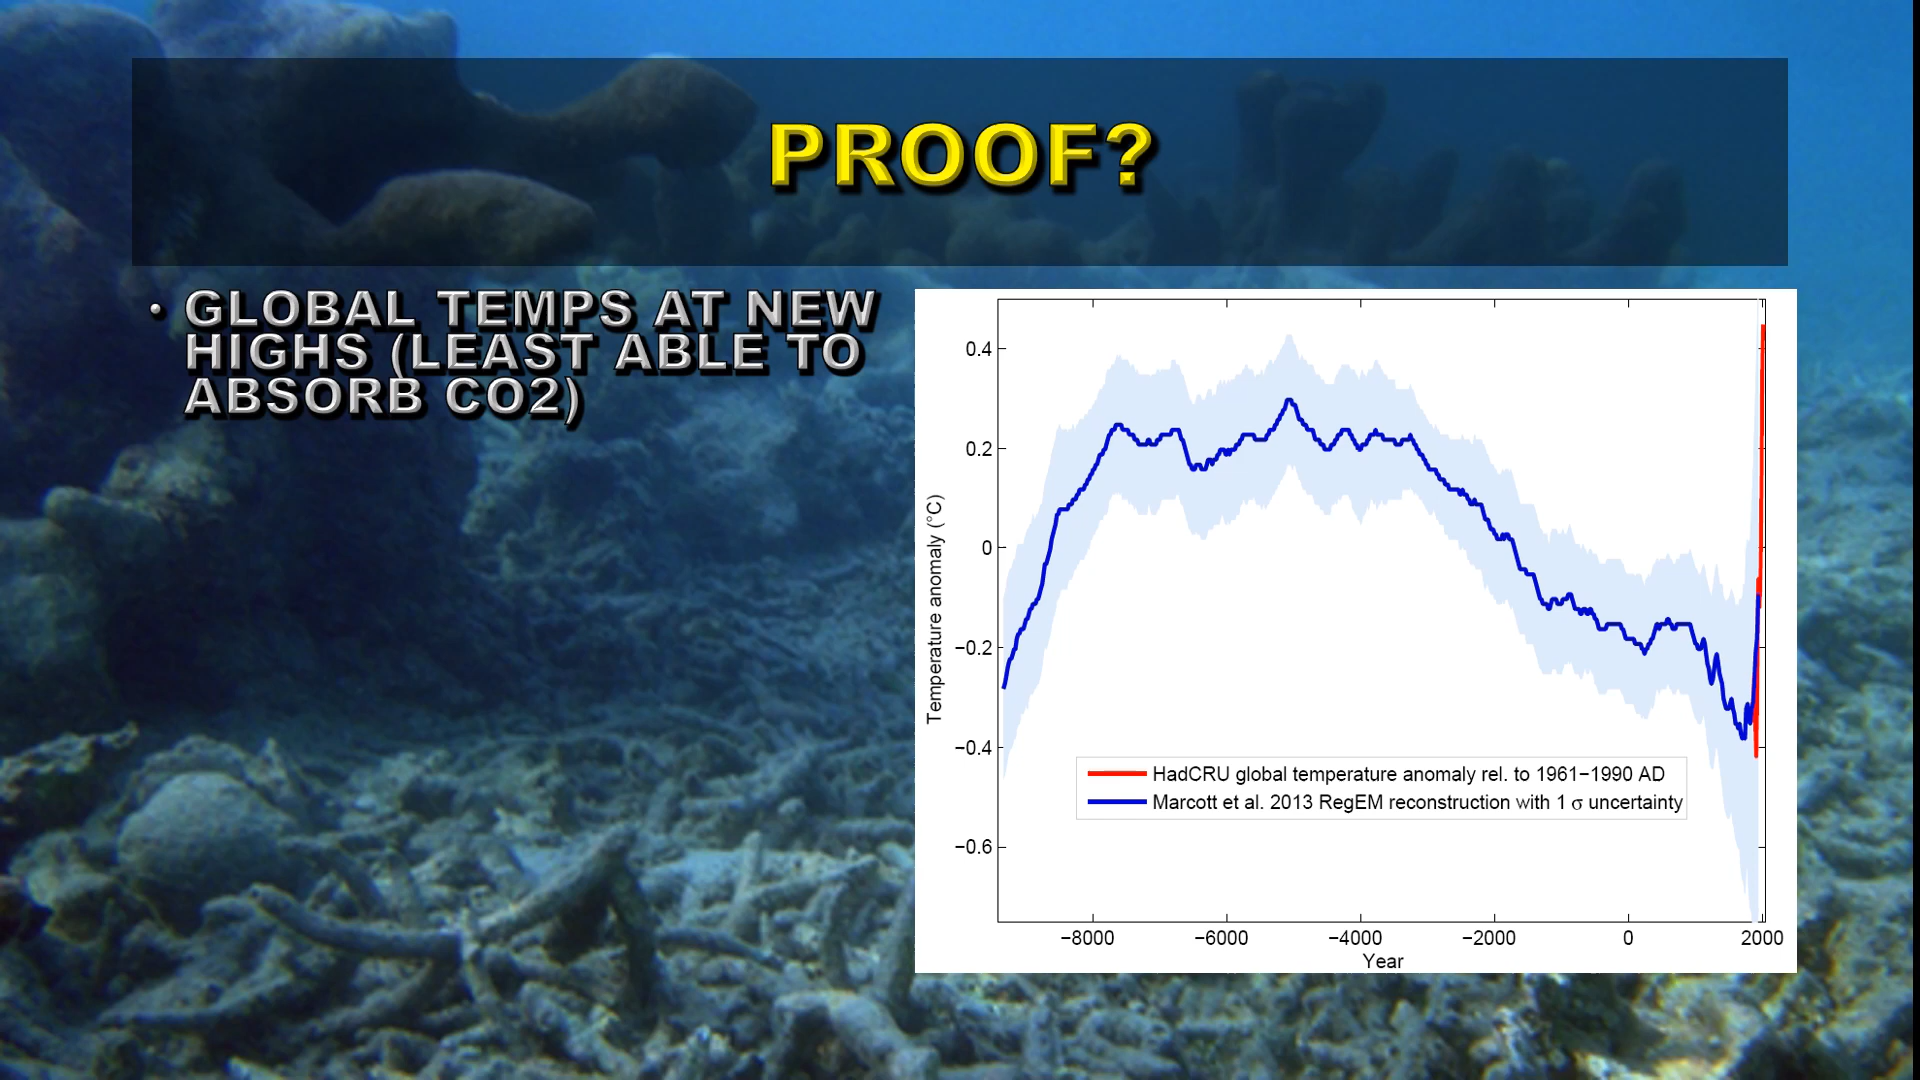 PROOF?
• GLOBAL TEMPS AT NEW
HIGHS (LEAST ABLE TO
ABSORB CO2)
0.4
0.2
0
−0.2
−0.4
−0.6
Temperature anomaly (°C)
HadCRU global temperature anomaly rel. to 1961−1990 AD
Marcott et al. 2013 RegEM reconstruction with 1 σ uncertainty
−8000 −6000 −4000 −2000 0 2000
Year